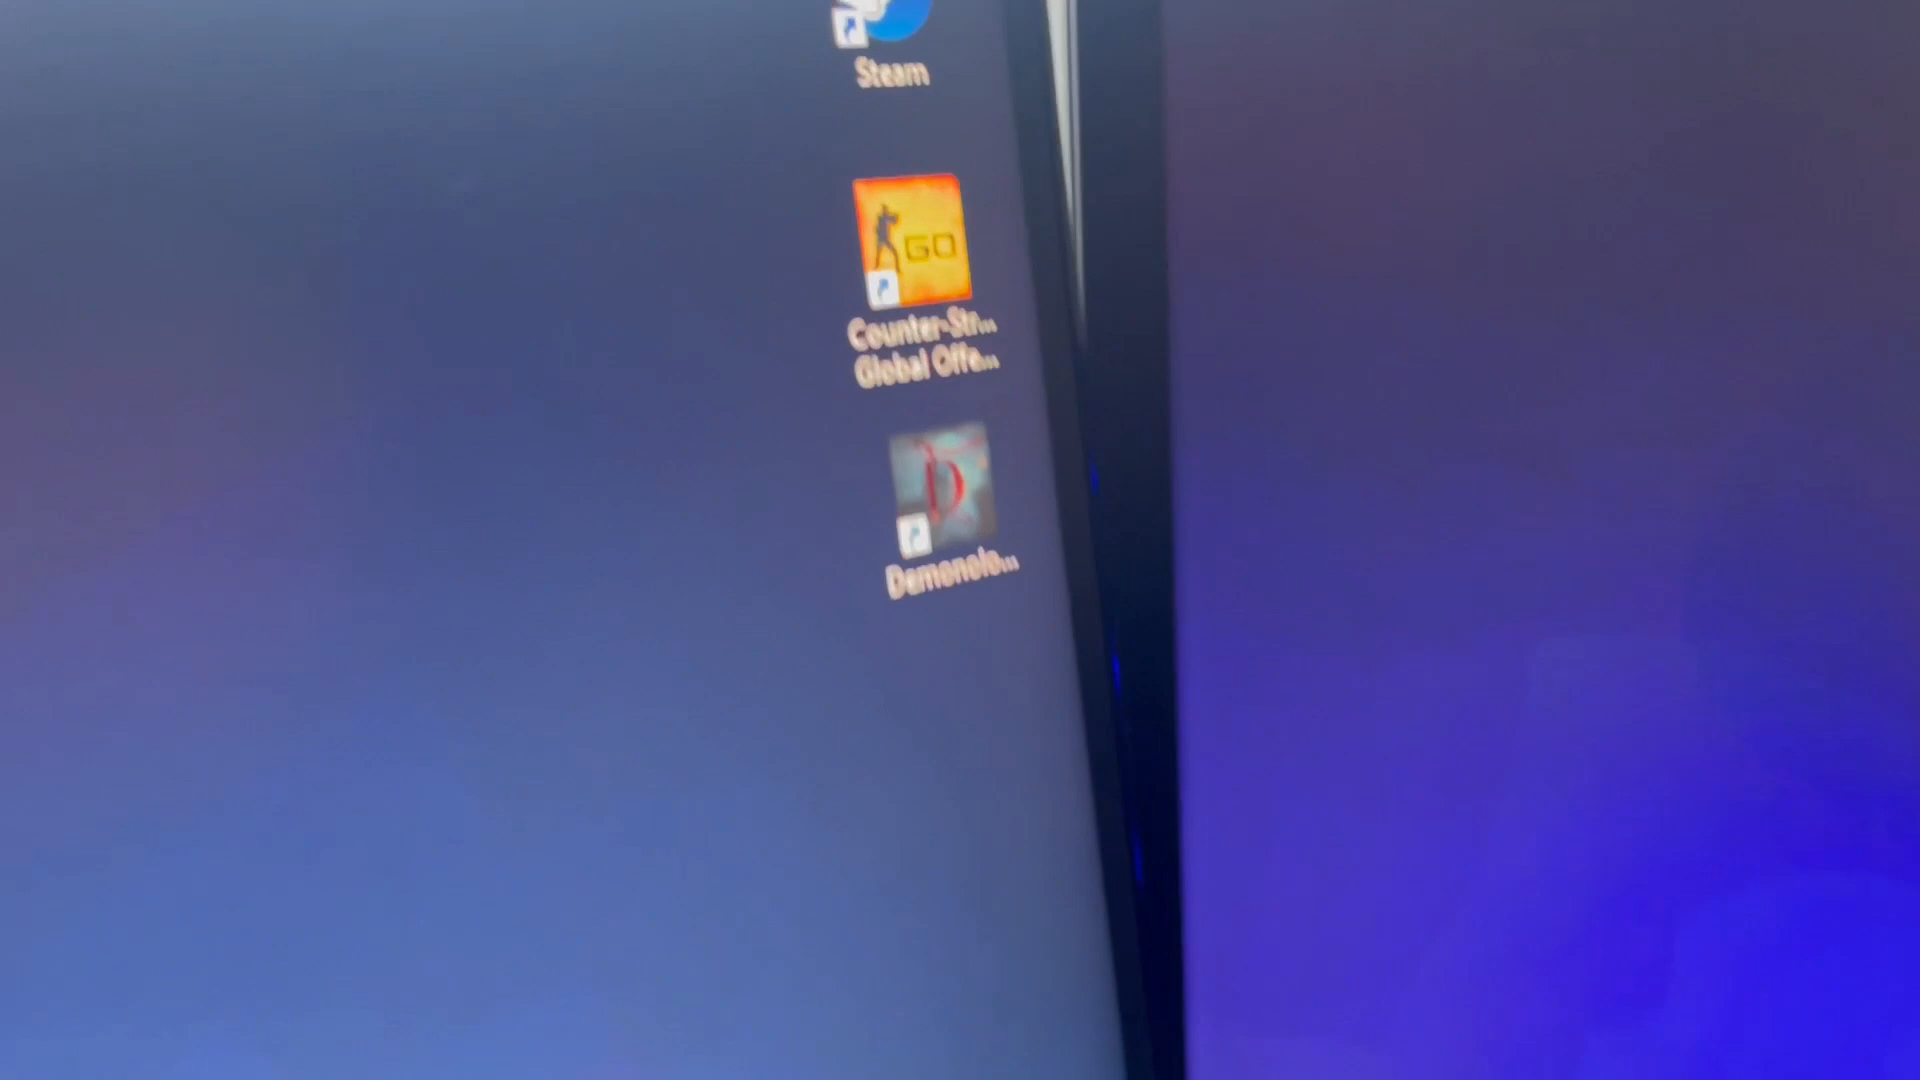 Steam
GO
Counter-Str...
Global Offe...
D
Demonolo...